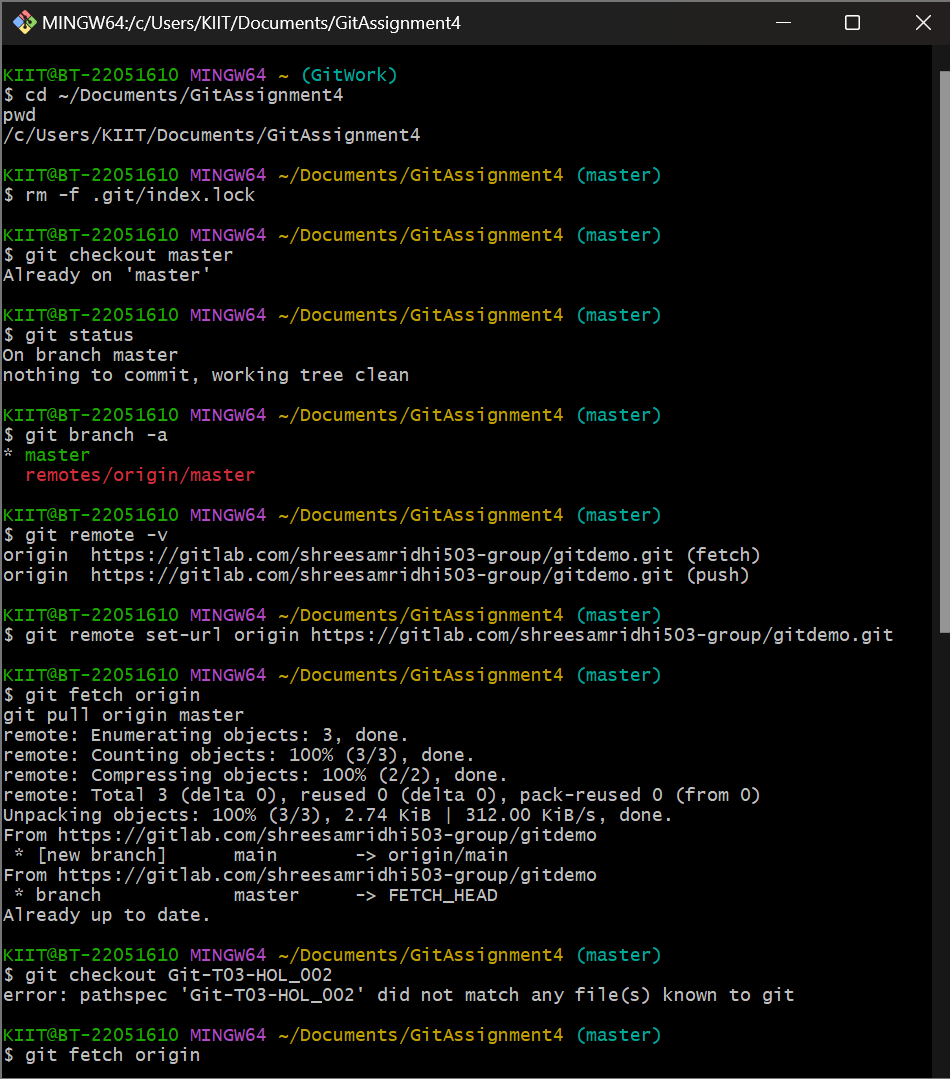 MINGW64:/c/Users/KIIT/Documents/GitAssignment4
KIIT@BT-22051610 MINGW64 ~ (GitWork)
$ cd ~/Documents/GitAssignment4
pwd
/c/Users/KIIT/Documents/GitAssignment4
KIIT@BT-22051610 MINGW64 ~/Documents/GitAssignment4 (master)
$ rm -f .git/index.lock
KIIT@BT-22051610 MINGW64 ~/Documents/GitAssignment4 (master)
$ git checkout master
Already on 'master'
KIIT@BT-22051610 MINGW64 ~/Documents/GitAssignment4 (master)
$ git status
On branch master
nothing to commit, working tree clean
KIIT@BT-22051610 MINGW64 ~/Documents/GitAssignment4 (master)
$ git branch -a
* master
  remotes/origin/master
KIIT@BT-22051610 MINGW64 ~/Documents/GitAssignment4 (master)
$ git remote -v
origin  https://gitlab.com/shreesamridhi503-group/gitdemo.git (fetch)
origin  https://gitlab.com/shreesamridhi503-group/gitdemo.git (push)
KIIT@BT-22051610 MINGW64 ~/Documents/GitAssignment4 (master)
$ git remote set-url origin https://gitlab.com/shreesamridhi503-group/gitdemo.git
KIIT@BT-22051610 MINGW64 ~/Documents/GitAssignment4 (master)
$ git fetch origin
git pull origin master
remote: Enumerating objects: 3, done.
remote: Counting objects: 100% (3/3), done.
remote: Compressing objects: 100% (2/2), done.
remote: Total 3 (delta 0), reused 0 (delta 0), pack-reused 0 (from 0)
Unpacking objects: 100% (3/3), 2.74 KiB | 312.00 KiB/s, done.
From https://gitlab.com/shreesamridhi503-group/gitdemo
 * [new branch]      main       -> origin/main
From https://gitlab.com/shreesamridhi503-group/gitdemo
 * branch            master     -> FETCH_HEAD
Already up to date.
KIIT@BT-22051610 MINGW64 ~/Documents/GitAssignment4 (master)
$ git checkout Git-T03-HOL_002
error: pathspec 'Git-T03-HOL_002' did not match any file(s) known to git
KIIT@BT-22051610 MINGW64 ~/Documents/GitAssignment4 (master)
$ git fetch origin